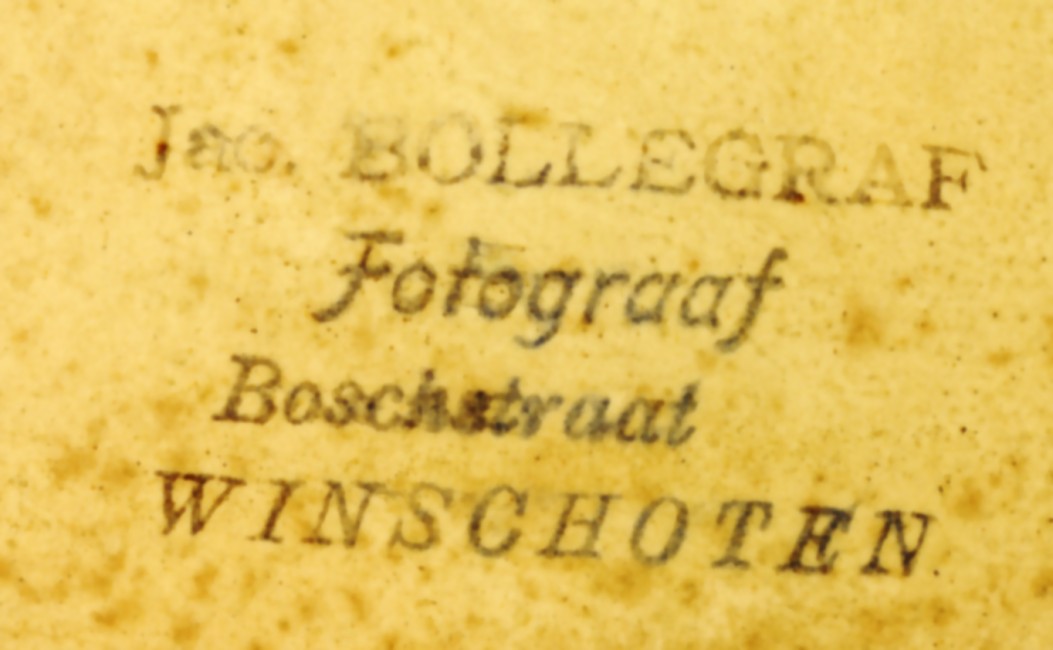 Jac. BOLLEGRAF
Fotograaf
Boschstraat
WINSCHOTEN